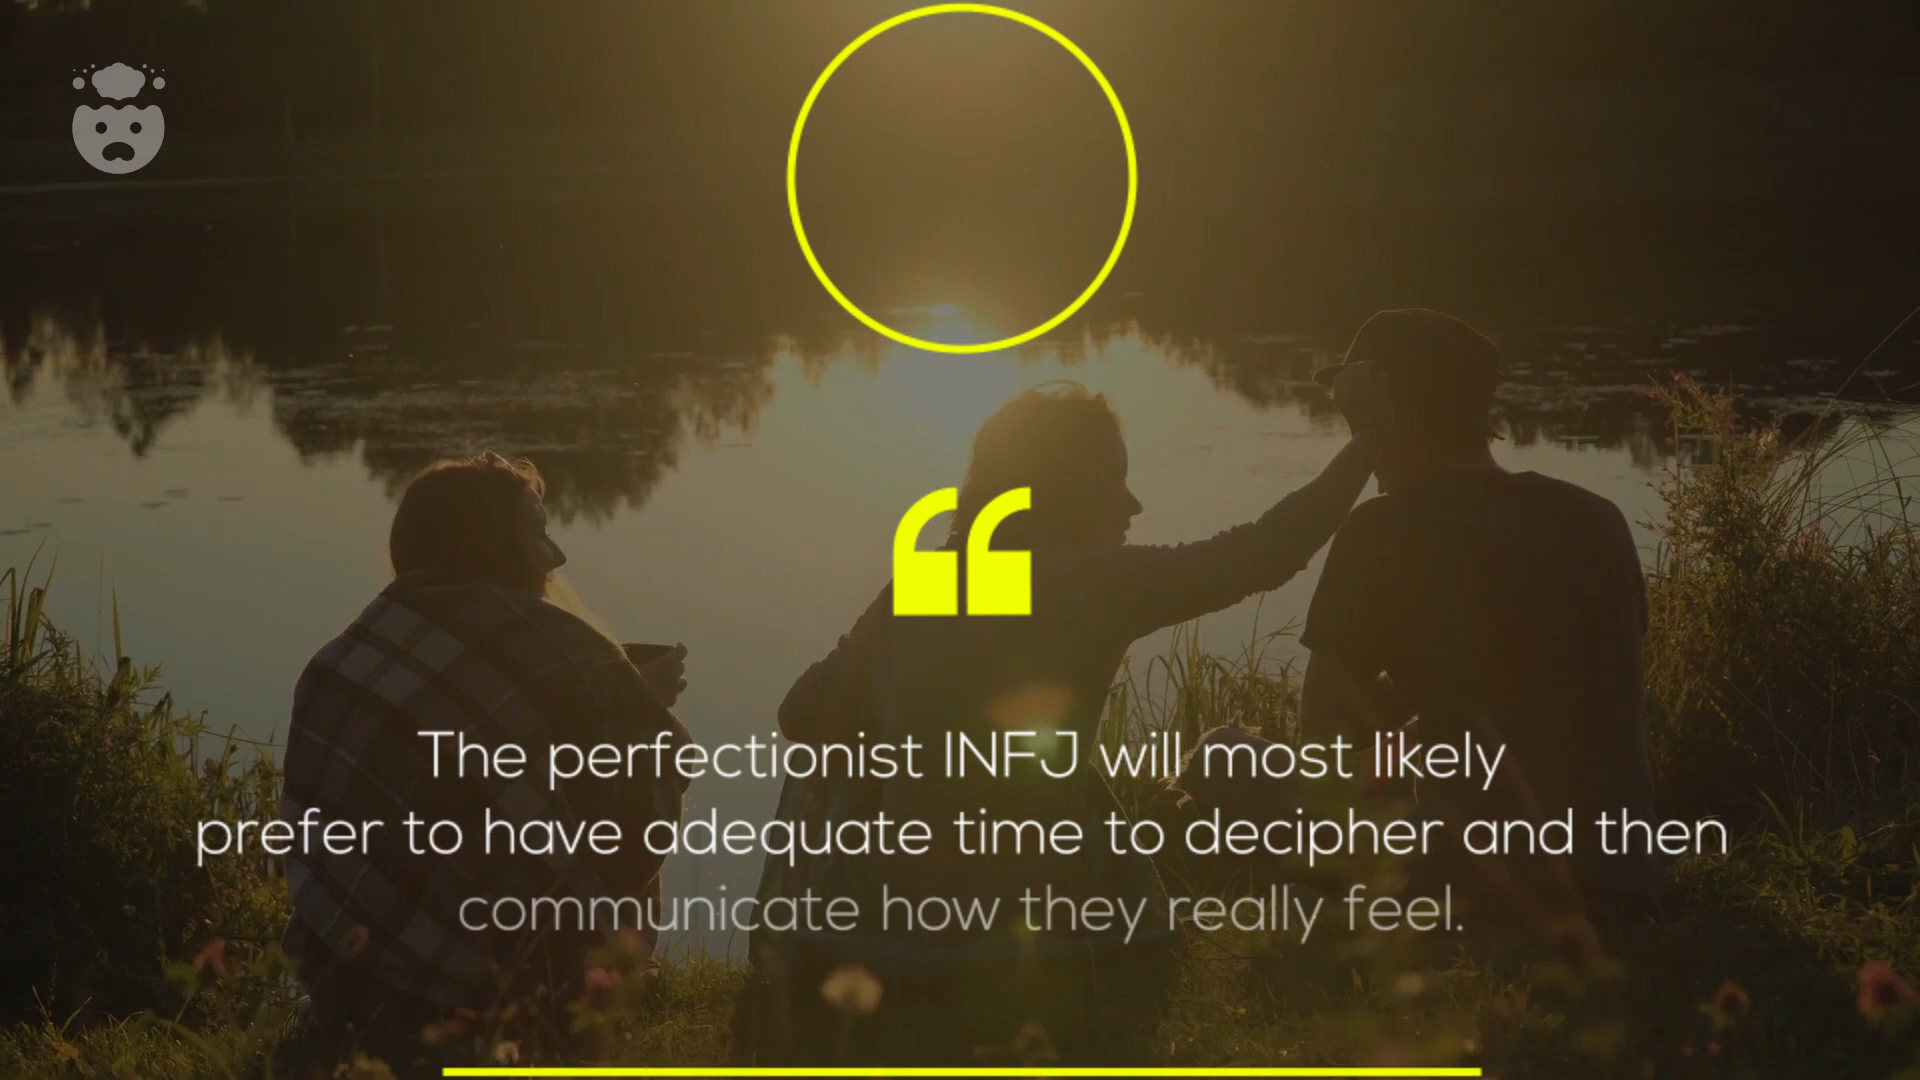 The perfectionist INFJ will most likely
prefer to have adequate time to decipher and then
communicate how they really feel.